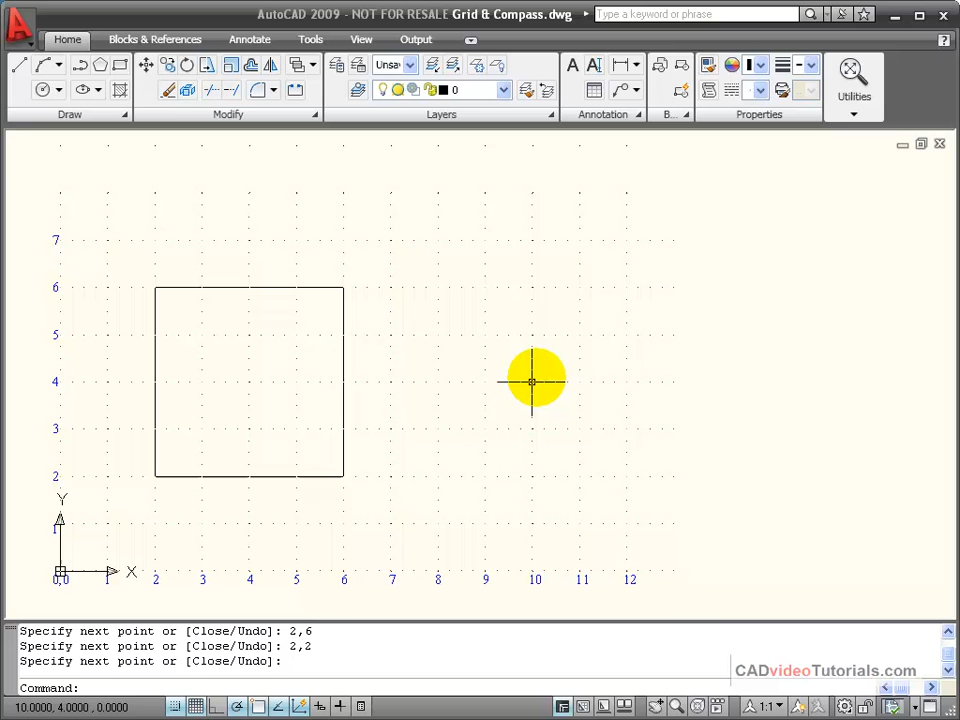 AutoCAD 2009 - NOT FOR RESALE Grid & Compass.dwg
Type a keyword or phrase
Home
Blocks & References
Annotate
Tools
View
Output
Unsa
0
Draw
Modify
Layers
Annotation
B...
Properties
Utilities
7
6
5
4
3
2
Y
1
X
0,0
1
2
3
4
5
6
7
8
9
10
11
12
Specify next point or [Close/Undo]: 2,6
Specify next point or [Close/Undo]: 2,2
Specify next point or [Close/Undo]:
CADvideoTutorials.com
Command:
10.0000, 4.0000 , 0.0000
1:1